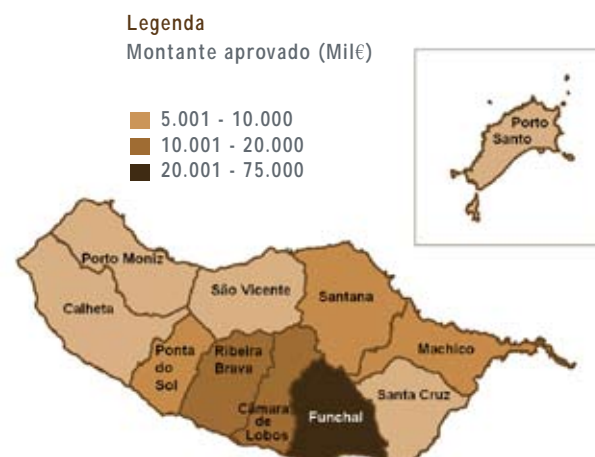 Legenda
Montante aprovado (Mil€)
5.001 - 10.000
10.001 - 20.000
20.001 - 75.000
Porto
Santo
Porto Moniz
São Vicente
Santana
Calheta
Ponta
do
Sol
Ribeira
Brava
Machico
Câmara
de
Lobos
Funchal
Santa Cruz